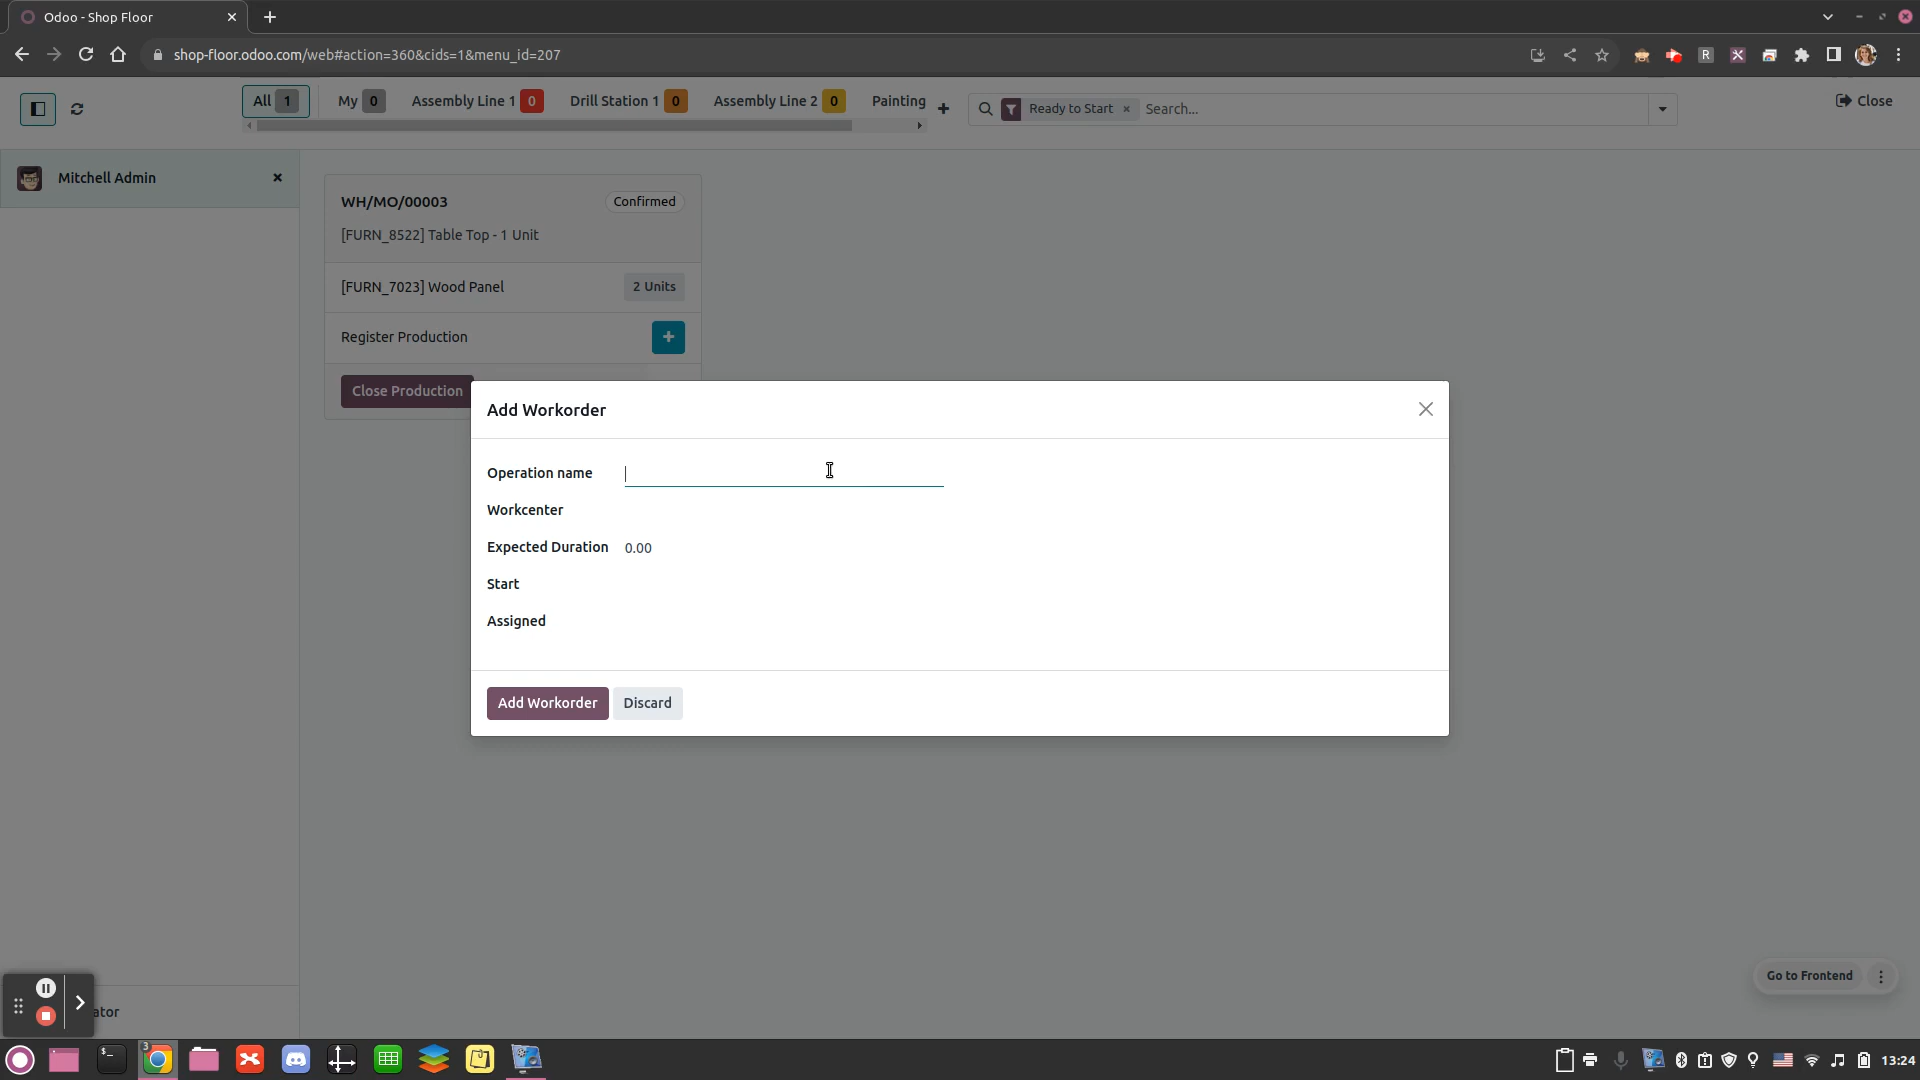 Odoo - Shop Floor
shop-floor.odoo.com/web#action=360&cids=1&menu_id=207
R
All 1
My 0
Assembly Line 1 0
Drill Station 1 0
Assembly Line 2 0
Painting
Ready to Start ×
Search...
Close
Mitchell Admin
WH/MO/00003
Confirmed
[FURN_8522] Table Top - 1 Unit
[FURN_7023] Wood Panel
2 Units
Register Production
Close Production
Add Workorder
Operation name
Workcenter
Expected Duration 0.00
Start
Assigned
Add Workorder
Discard
Go to Frontend
ator
3
13:24